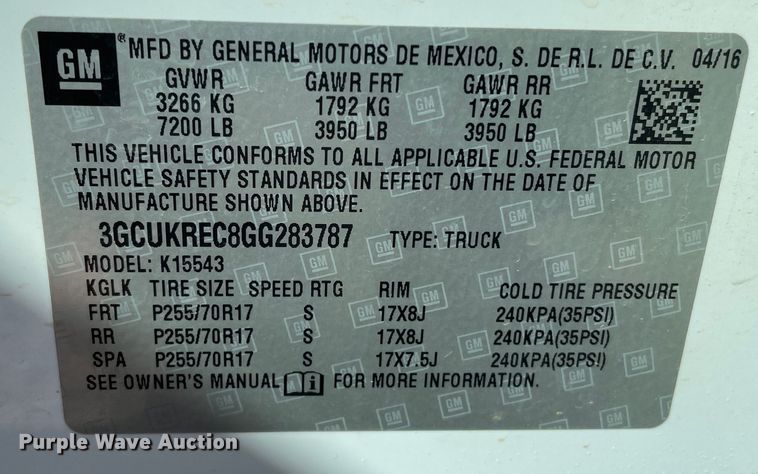 GM ® MFD BY GENERAL MOTORS DE MEXICO, S. DE R.L. DE C.V. 04/16
GVWR GAWR FRT GAWR RR
3266 KG 1792 KG 1792 KG
7200 LB 3950 LB 3950 LB
THIS VEHICLE CONFORMS TO ALL APPLICABLE U.S. FEDERAL MOTOR
VEHICLE SAFETY STANDARDS IN EFFECT ON THE DATE OF
MANUFACTURE SHOWN ABOVE.
3GCUKREC8GG283787 TYPE: TRUCK
MODEL: K15543
KGLK TIRE SIZE SPEED RTG RIM COLD TIRE PRESSURE
FRT P255/70R17 S 17X8J 240KPA(35PSI)
RR P255/70R17 S 17X8J 240KPA(35PSI)
SPA P255/70R17 S 17X7.5J 240KPA(35PSI)
SEE OWNER'S MANUAL i FOR MORE INFORMATION.
Purple Wave Auction